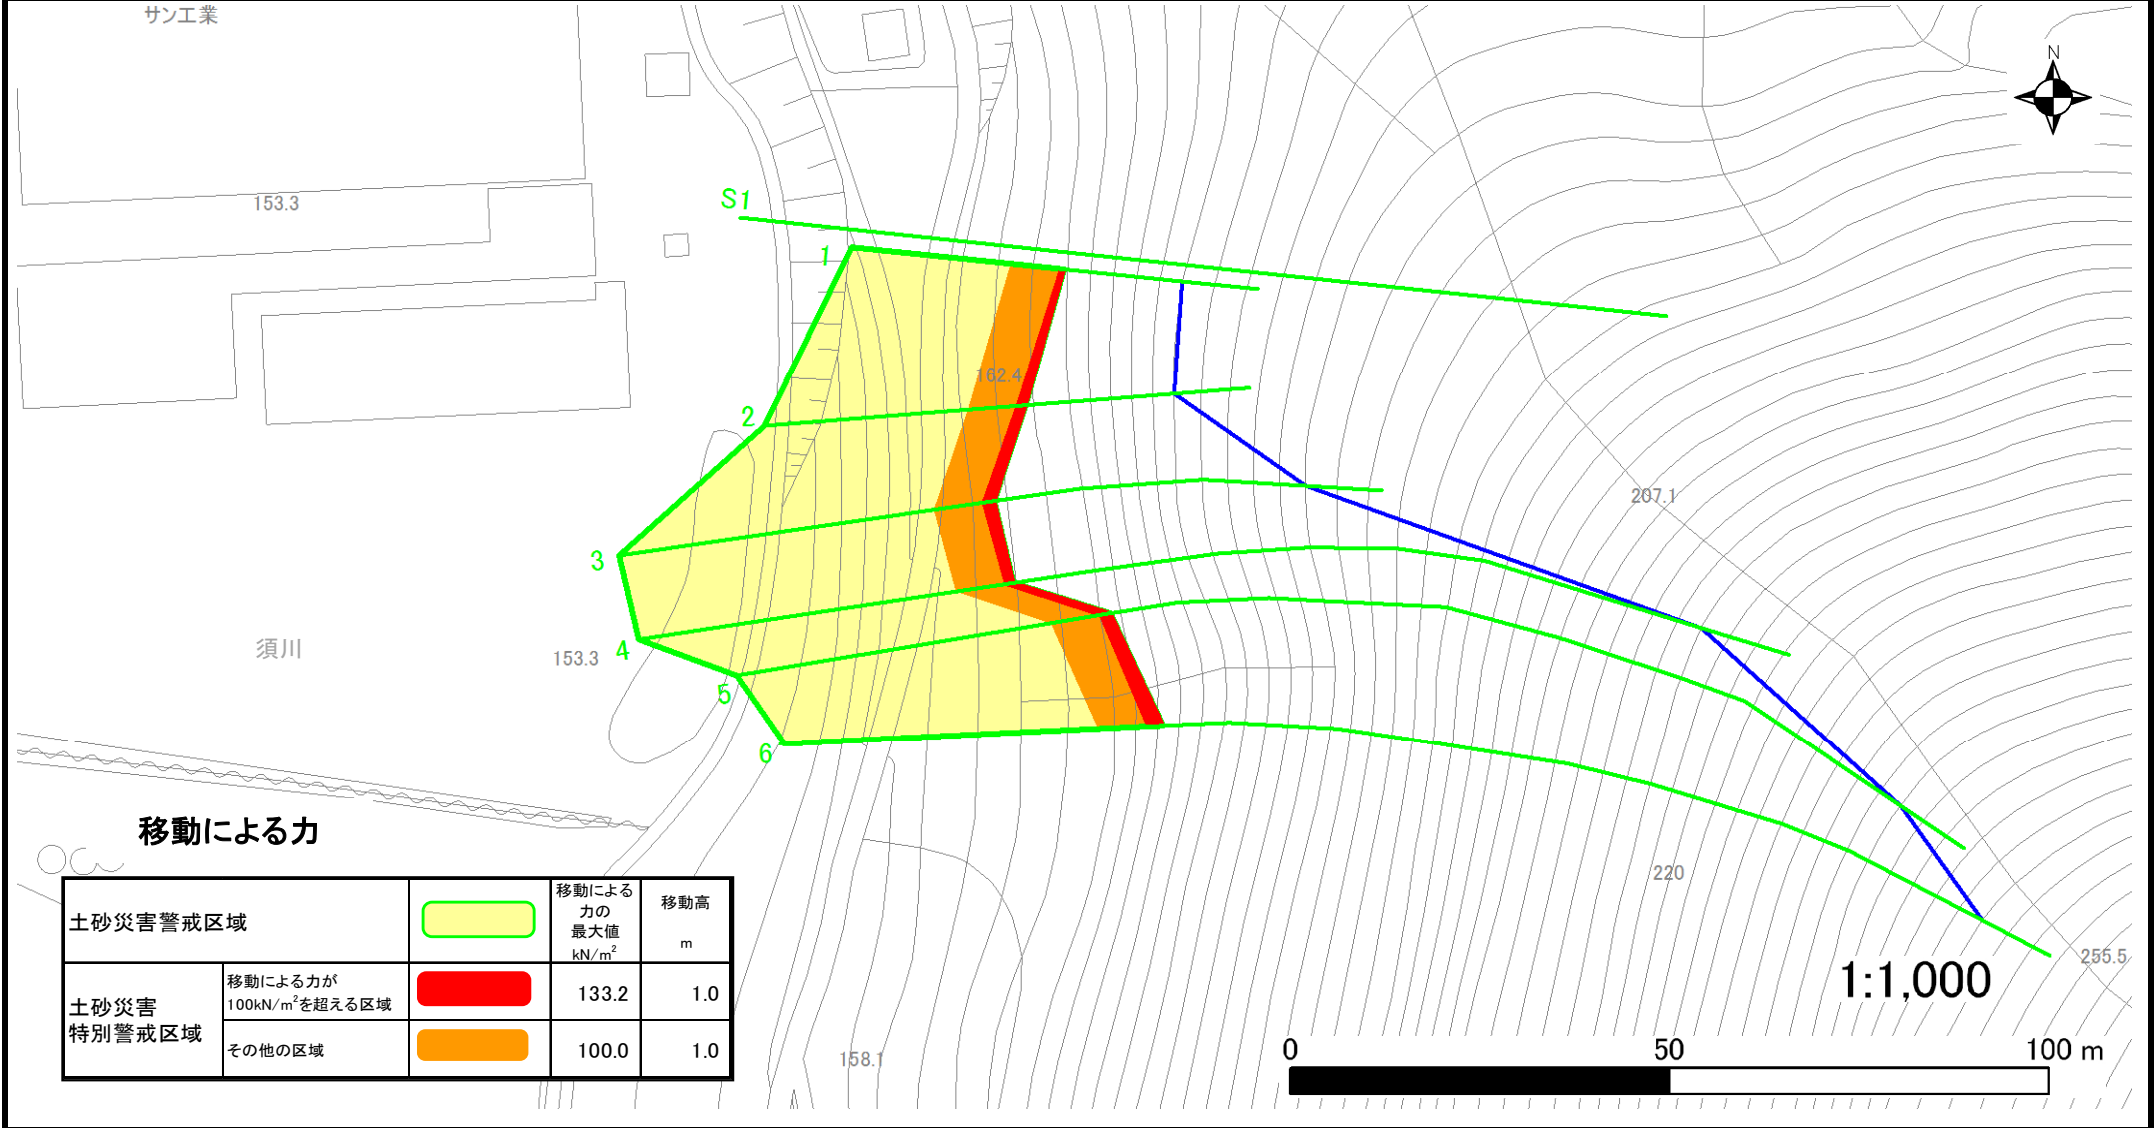 サン工業
N
153.3
S1
1
162.4
2
207.1
3
須川
153.3
4
5
6
移動による力
220
255.5
1:1,000
土砂災害警戒区域
移動による
力の
最大値
kN/m²
移動高
m
土砂災害
特別警戒区域
移動による力が
100kN/m²を超える区域
133.2
1.0
その他の区域
100.0
1.0
158.1
0
50
100 m